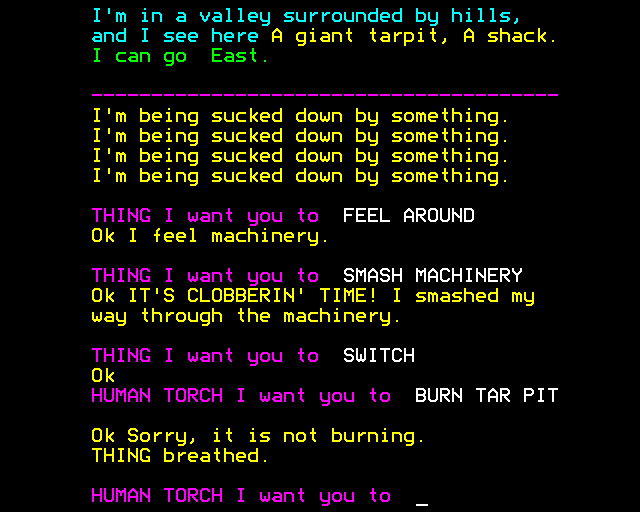 I'm in a valley surrounded by hills,
and I see here A giant tarpit, A shack.
I can go  East.
_______________________________________
I'm being sucked down by something.
I'm being sucked down by something.
I'm being sucked down by something.
I'm being sucked down by something.
THING I want you to  FEEL AROUND
Ok I feel machinery.
THING I want you to  SMASH MACHINERY
Ok IT'S CLOBBERIN' TIME! I smashed my
way through the machinery.
THING I want you to  SWITCH
Ok
HUMAN TORCH I want you to  BURN TAR PIT
Ok Sorry, it is not burning.
THING breathed.
HUMAN TORCH I want you to  _